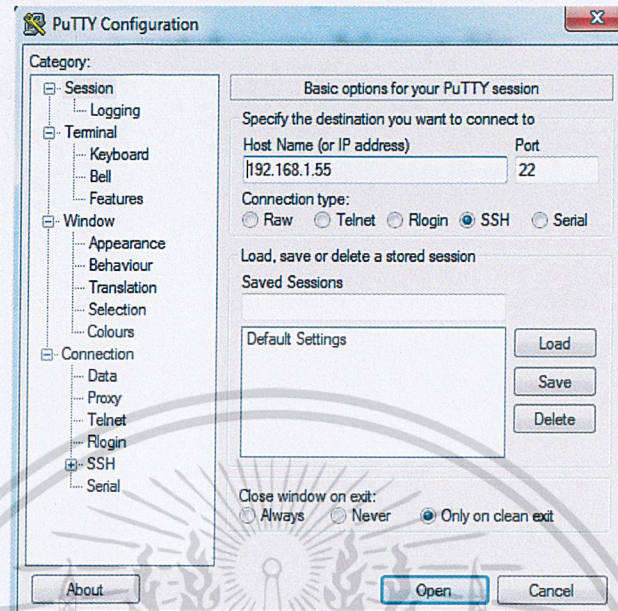 PuTTY Configuration
Category:
Session
Logging
Terminal
Keyboard
Bell
Features
Window
Appearance
Behaviour
Translation
Selection
Colours
Connection
Data
Proxy
Telnet
Rlogin
SSH
Serial
Basic options for your PuTTY session
Specify the destination you want to connect to
Host Name (or IP address) Port
192.168.1.55 22
Connection type:
Raw Telnet Rlogin SSH Serial
Load, save or delete a stored session
Saved Sessions
Default Settings
Load
Save
Delete
Close window on exit:
Always Never Only on clean exit
About Open Cancel